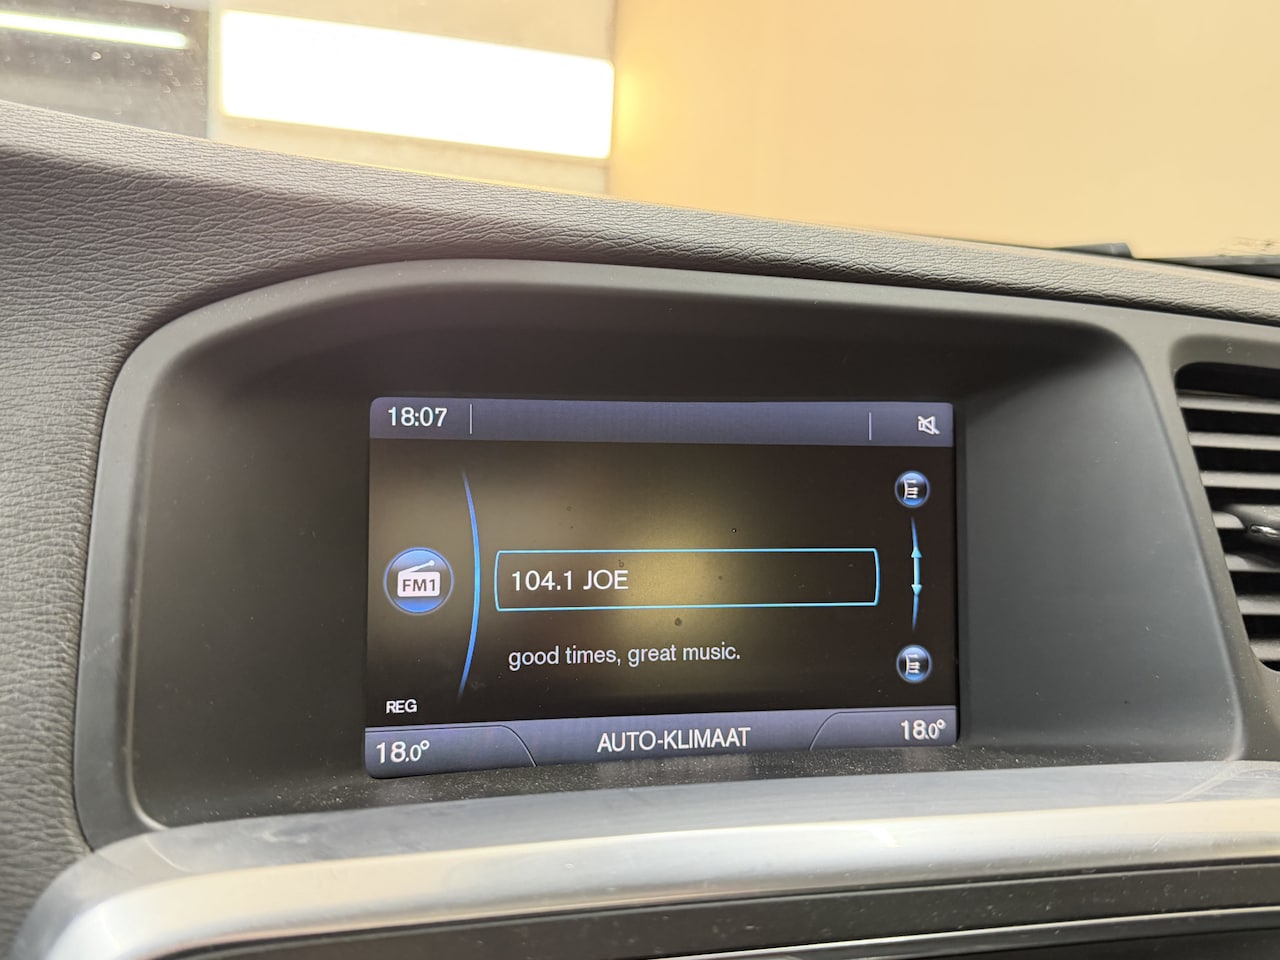 18:07
FM1
104.1 JOE
good times, great music.
REG
18.0°
AUTO-KLIMAAT
18.0°